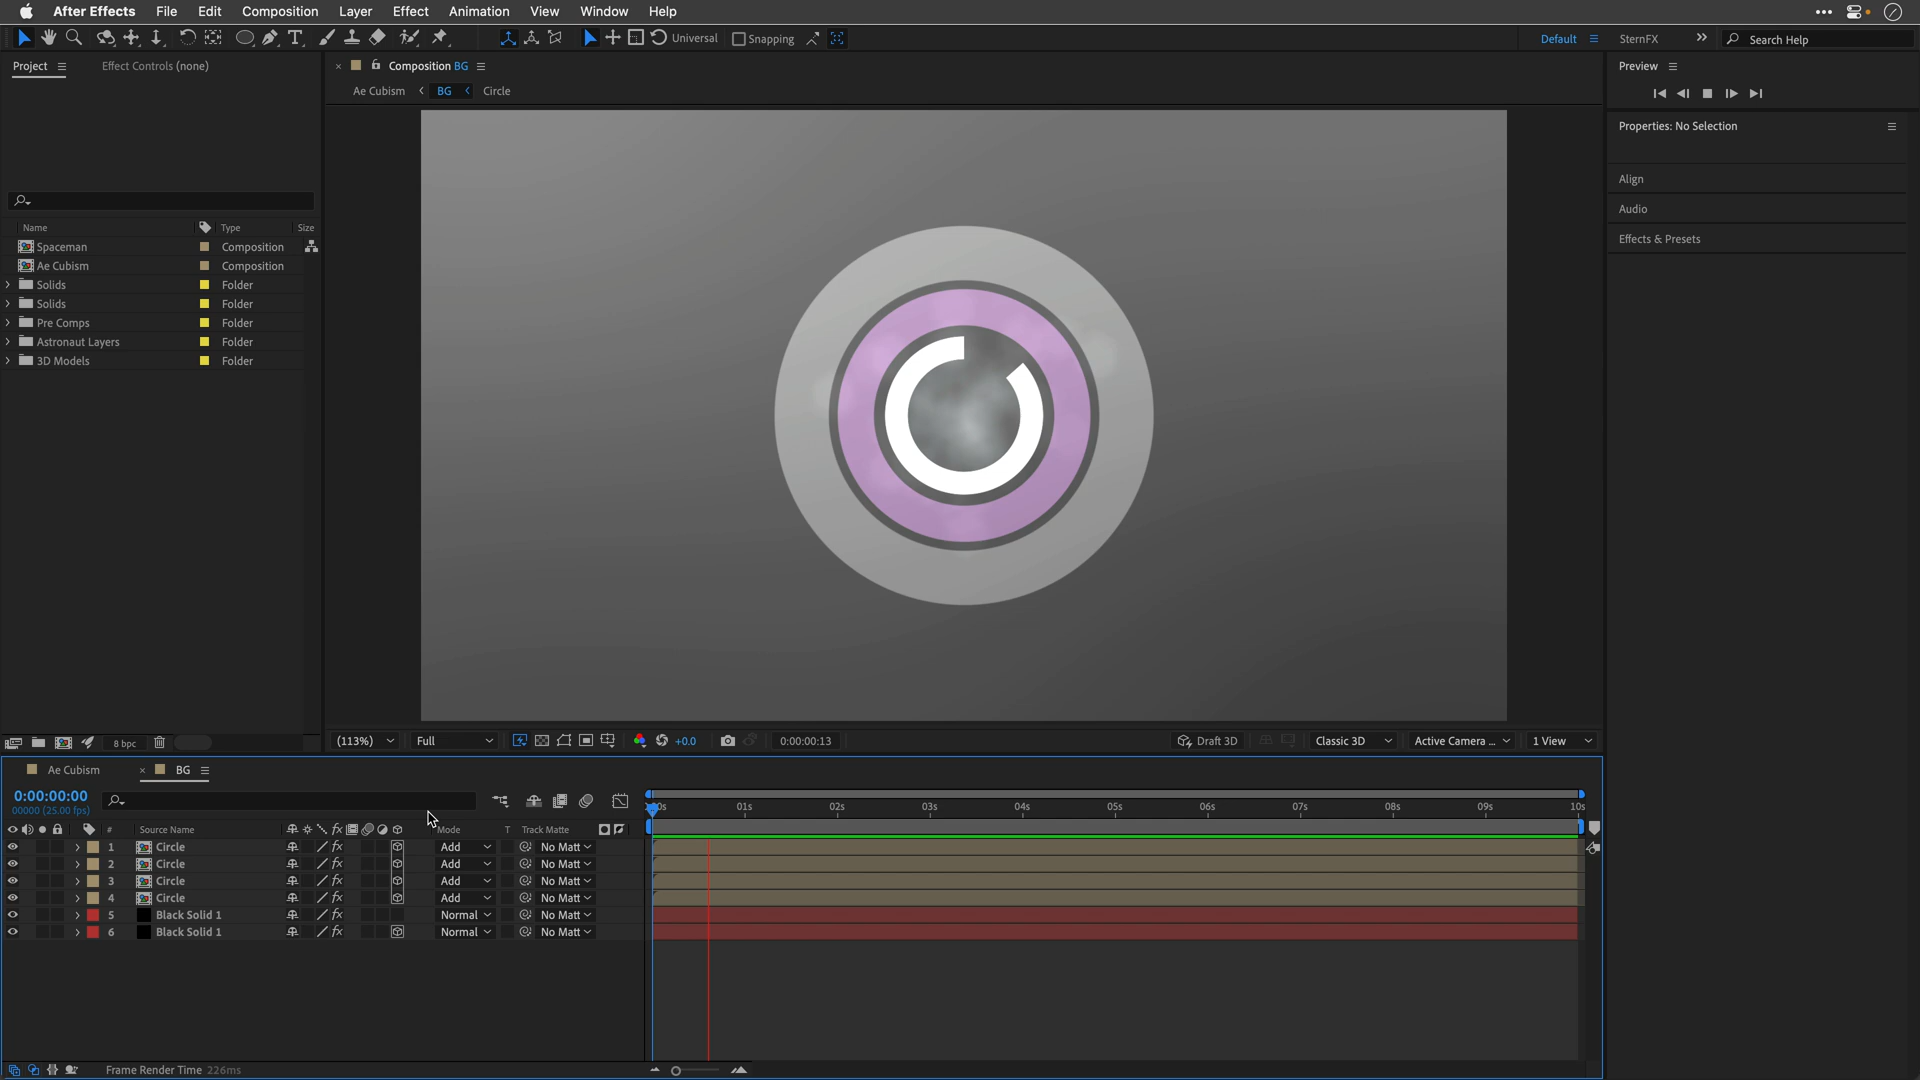 After Effects File Edit Composition Layer Effect Animation View Window Help
Universal Snapping Default SternFX Search Help
Project Effect Controls (none) Composition BG Preview
Ae Cubism BG Circle
Properties: No Selection
Align
Audio
Effects & Presets
Name Type Size
Spaceman Composition
Ae Cubism Composition
Solids Folder
Solids Folder
Pre Comps Folder
Astronaut Layers Folder
3D Models Folder
8 bpc (113%) Full +0.0 0:00:00:13 Draft 3D Classic 3D Active Camera ... 1 View
Ae Cubism BG
0:00:00:00
00000 (25.00 fps)
01s 02s 03s 04s 05s 06s 07s 08s 09s 10s
# Source Name Mode T Track Matte
1 Circle Add No Matt
2 Circle Add No Matt
3 Circle Add No Matt
4 Circle Add No Matt
5 Black Solid 1 Normal No Matt
6 Black Solid 1 Normal No Matt
Frame Render Time 226ms